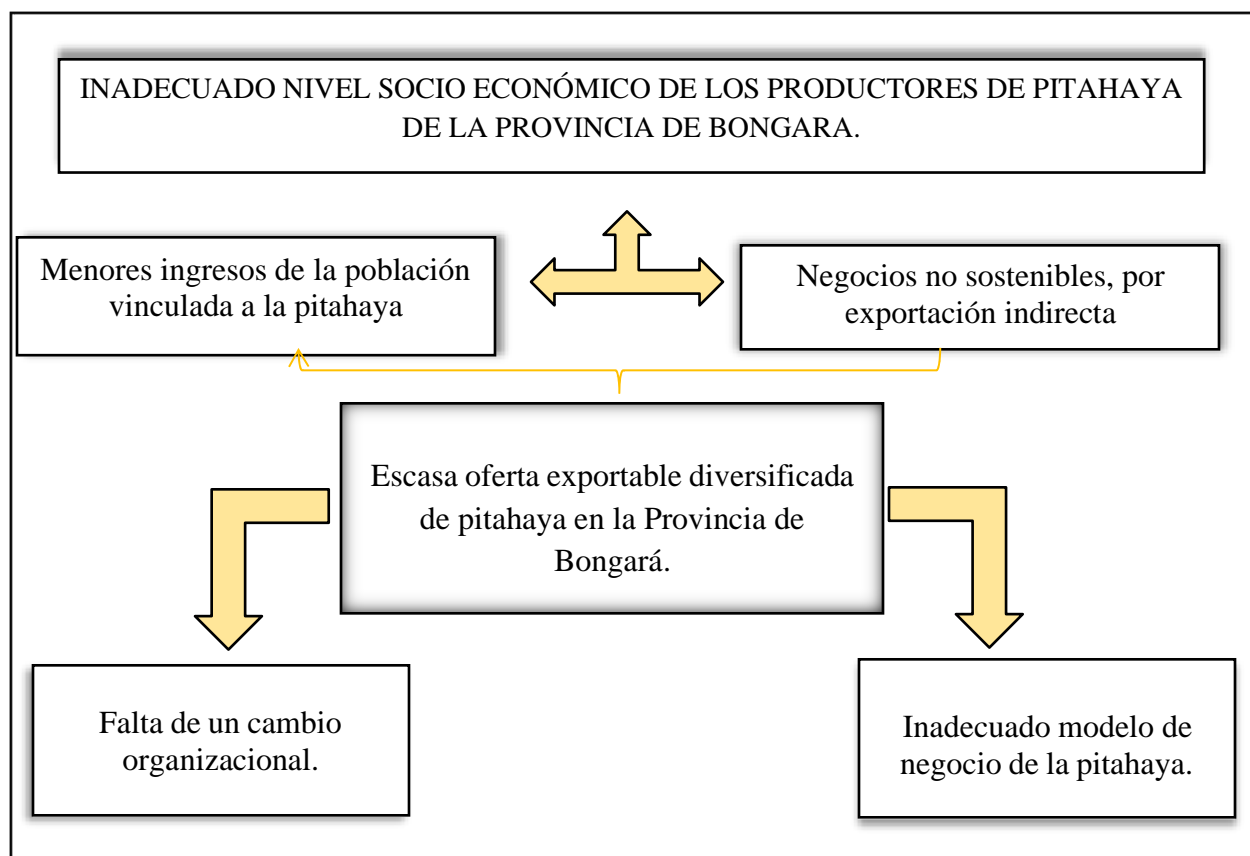 INADECUADO NIVEL SOCIO ECONÓMICO DE LOS PRODUCTORES DE PITAHAYA
DE LA PROVINCIA DE BONGARA.
Menores ingresos de la población
vinculada a la pitahaya
Negocios no sostenibles, por
exportación indirecta
Escasa oferta exportable diversificada
de pitahaya en la Provincia de
Bongará.
Falta de un cambio
organizacional.
Inadecuado modelo de
negocio de la pitahaya.